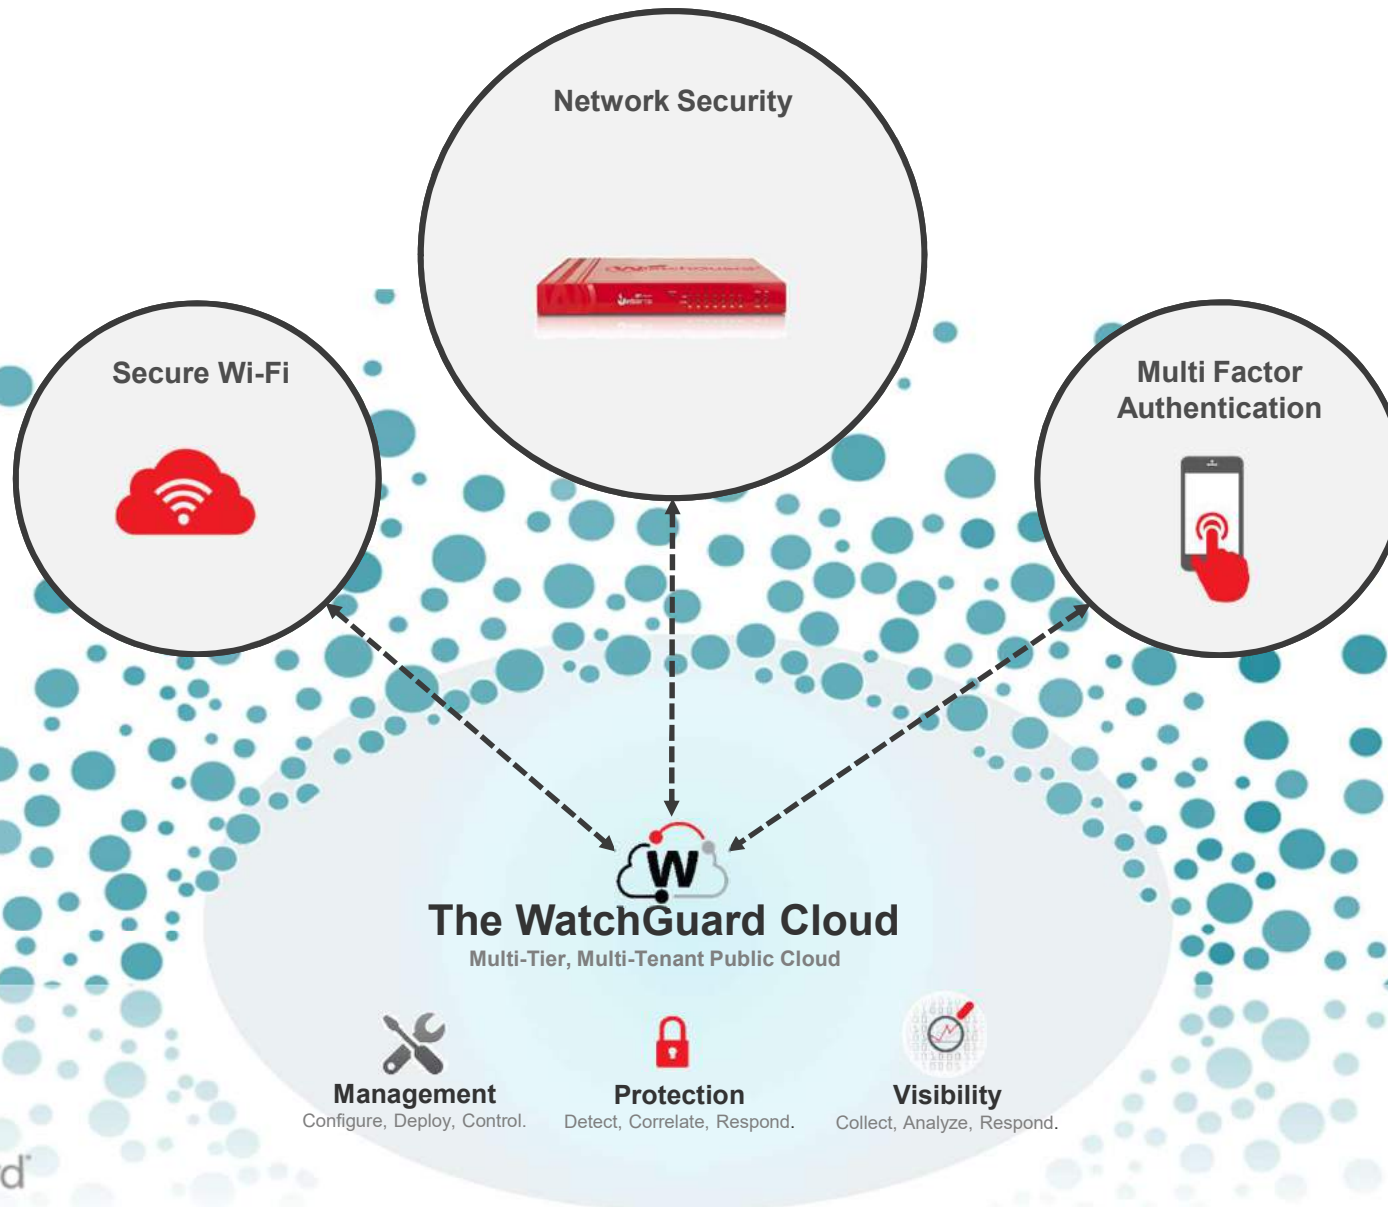 Network Security
WatchGuard
Secure Wi-Fi
Multi Factor
Authentication
W
The WatchGuard Cloud
Multi-Tier, Multi-Tenant Public Cloud
Management
Configure, Deploy, Control.
Protection
Detect, Correlate, Respond.
Visibility
Collect, Analyze, Respond.
d